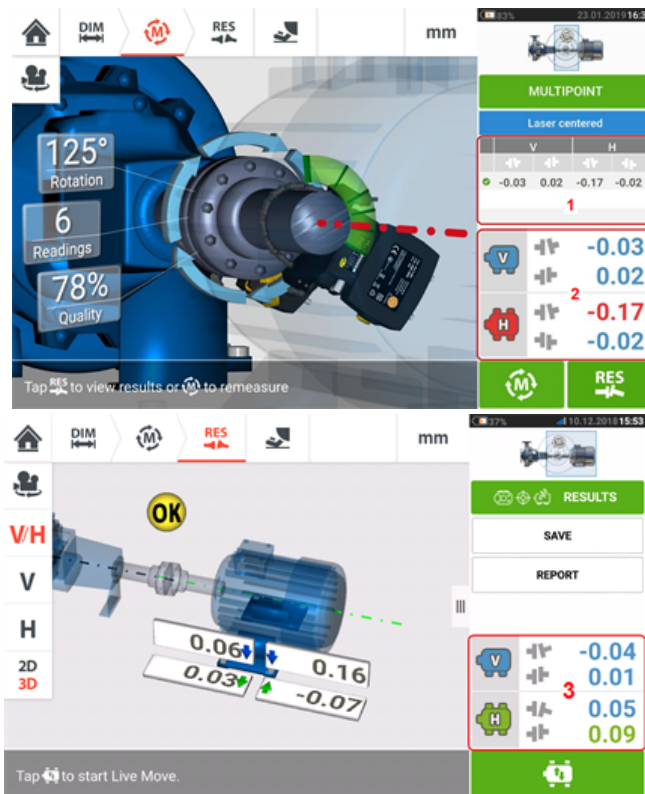 DIM
RES
mm
83%
23.01.2019
MULTIPOINT
Laser centered
V H
-0.03 0.02 -0.17 -0.02
1
125°
Rotation
6
Readings
78%
Quality
V
-0.03
0.02
2
H
-0.17
-0.02
Tap RES to view results or M to remeasure
M
RES
DIM
M
RES
mm
37%
10.12.2018 15:53
RESULTS
SAVE
REPORT
V/H
V
H
2D
3D
OK
0.06
0.16
0.03
-0.07
V
-0.04
0.01
3
H
0.05
0.09
Tap to start Live Move.